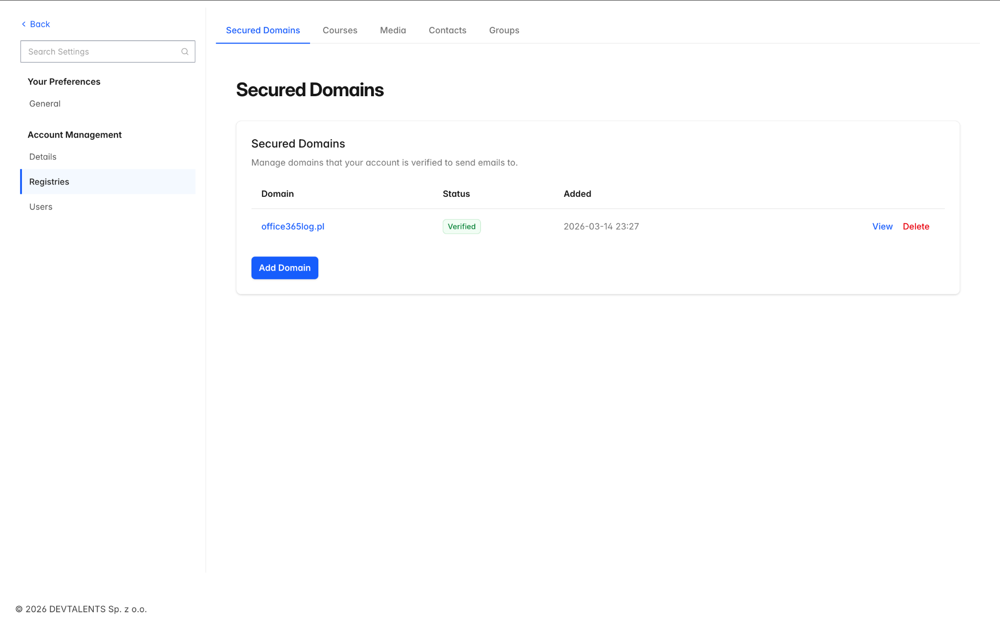 Back
Search Settings
Your Preferences
General
Account Management
Details
Registries
Users
Secured Domains Courses Media Contacts Groups
Secured Domains
Secured Domains
Manage domains that your account is verified to send emails to.
Domain Status Added
office365log.pl Verified 2026-03-14 23:27 View Delete
Add Domain
© 2026 DEVTALENTS Sp. z o.o.